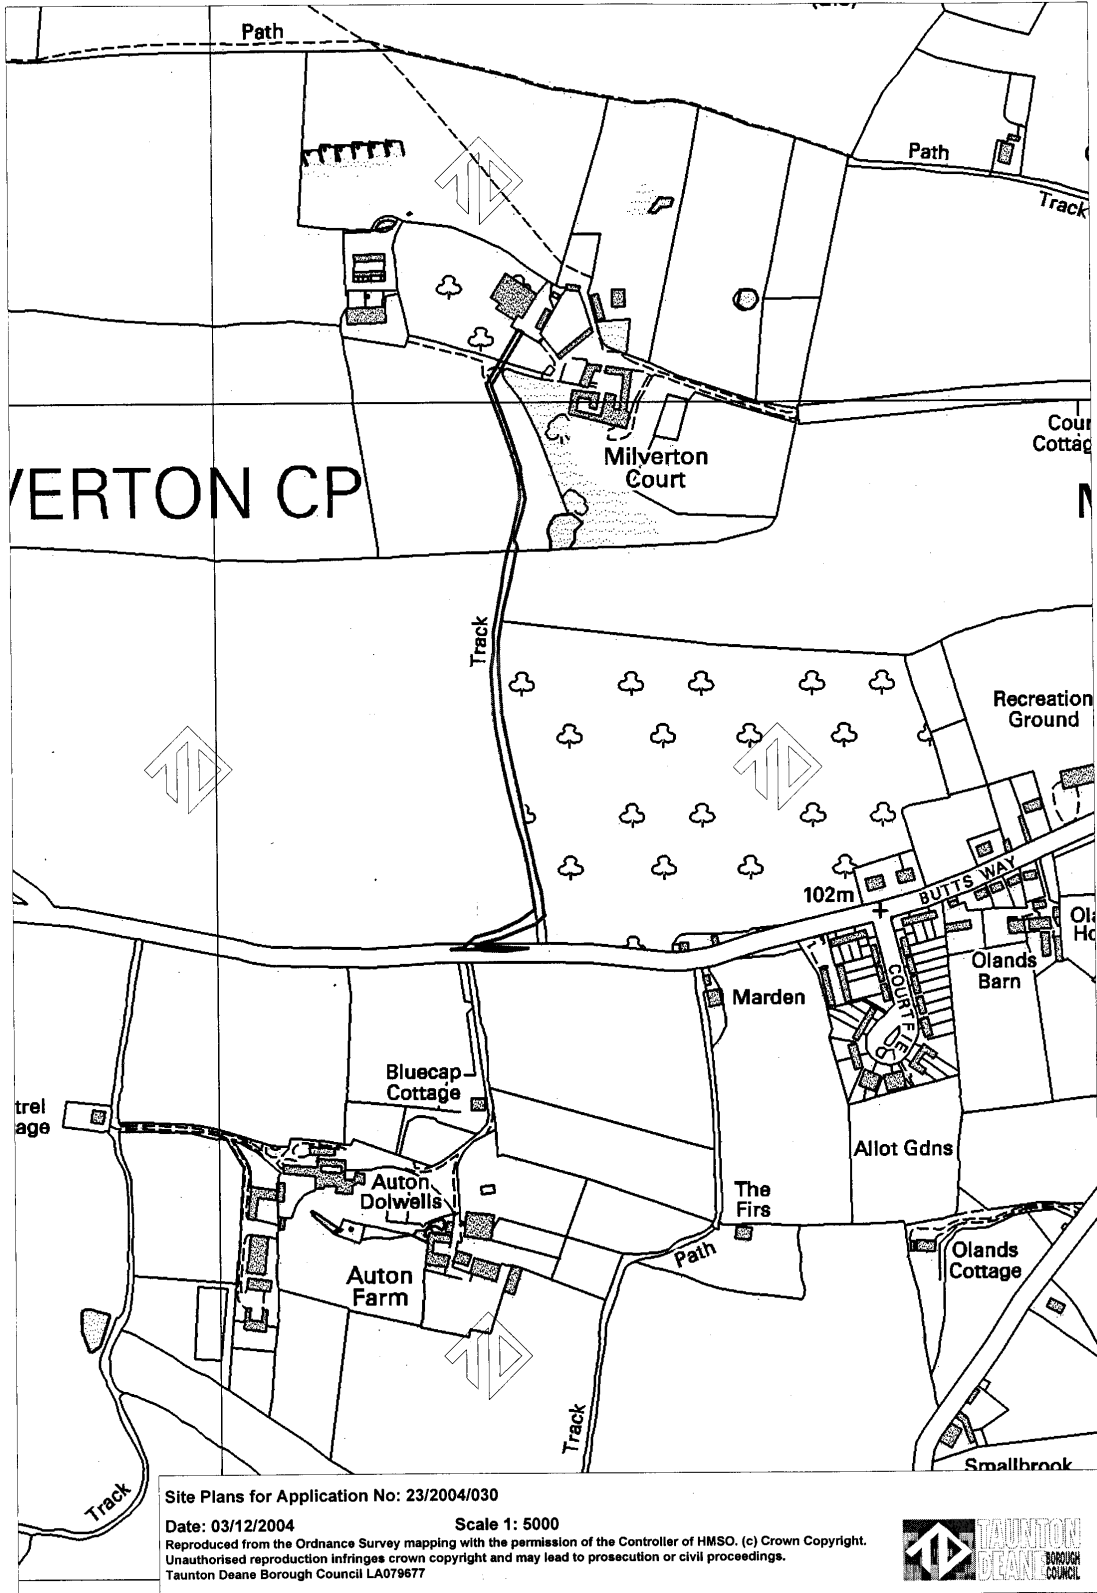 Path
Path
Track
Cour
Cottag
Milverton
Court
VERTON CP
Track
Recreation
Ground
BUTTS WAY
102m
COURTFIELD
Olands
Barn
Marden
Bluecap
Cottage
trel
age
Allot Gdns
Auton
Dolwells
The
Firs
Path
Olands
Cottage
Auton
Farm
Track
Track
Smallbrook
Site Plans for Application No: 23/2004/030
Date: 03/12/2004 Scale 1: 5000
Reproduced from the Ordnance Survey mapping with the permission of the Controller of HMSO. (c) Crown Copyright.
Unauthorised reproduction infringes crown copyright and may lead to prosecution or civil proceedings.
Taunton Deane Borough Council LA079677
TAUNTON
DEANE BOROUGH
COUNCIL